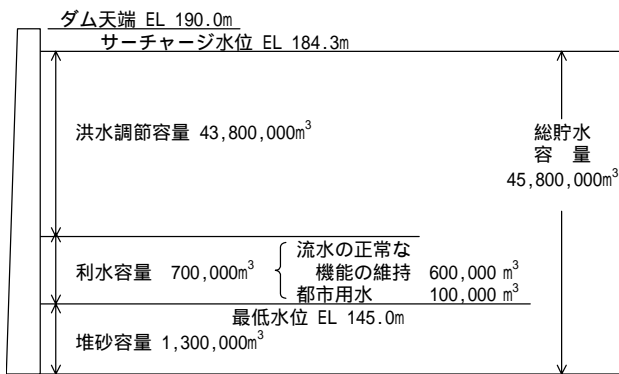 ダム天端 EL 190.0m
サーチャージ水位 EL 184.3m
洪水調節容量 43,800,000m³
総貯水
容 量
45,800,000m³
流水の正常な
利水容量 700,000m³
機能の維持 600,000 m³
都市用水 100,000 m³
最低水位 EL 145.0m
堆砂容量 1,300,000m³